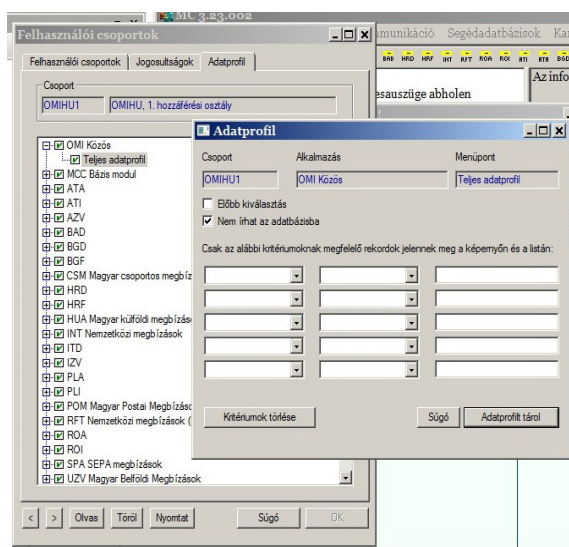 MC 3.23.002
Felhasználói csoportok
munikáció Segédadatbázisok
BAD HRD HRF INT RFT ROA ROI ATI ATB BGD
Felhasználói csoportok Jogosultságok Adatprofil
Az info
Csoport
esauszüge abholen
OMIHU1 OMIHU, 1. hozzáférési osztály
Adatprofil
OMI Közös
Teljes adatprofil
MCC Bázis modul
ATA
ATI
AZV
BAD
BGD
BGF
CSM Magyar csoportos megbíz
HRD
HRF
HUA Magyar külföldi megbízás
INT Nemzetközi megbízások
ITD
IZV
PLA
PLI
POM Magyar Postai Megbízásc
RFT Nemzetközi megbízások (
ROA
ROI
SPA SEPA megbízások
UZV Magyar Belföldi Megbízások
< > Olvas Töröl Nyomtat Súgó OK
Csoport Alkalmazás Menüpont
OMIHU1 OMI Közös Teljes adatprofil
Előbb kiválasztás
Nem írhat az adatbázisba
Csak az alábbi kritériumoknak megfelelő rekordok jelennek meg a képernyőn és a listán:
Kritériumok törlése Súgó Adatprofilt tárol